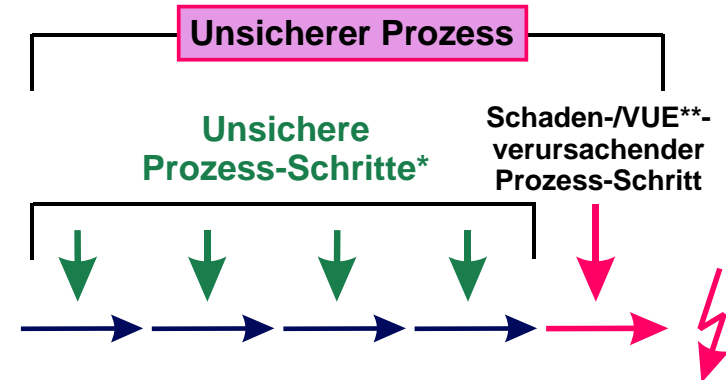 Unsicherer Prozess
Unsichere
Prozess-Schritte*
Schaden-/VUE**-
verursachender
Prozess-Schritt